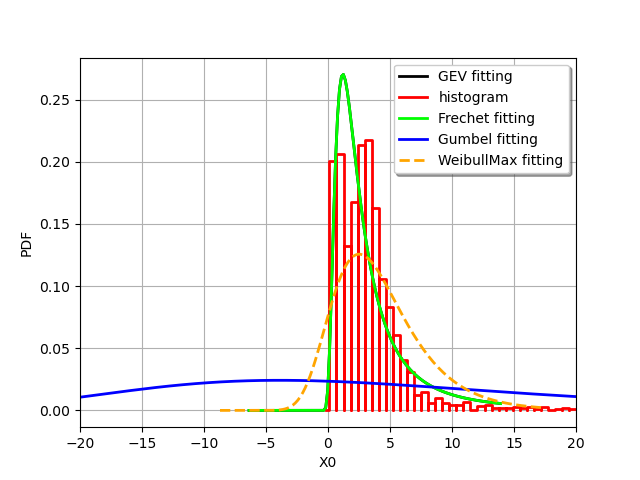 GEV fitting
histogram
Frechet fitting
Gumbel fitting
WeibullMax fitting
PDF
0.25
0.20
0.15
0.10
0.05
0.00
−20 −15 −10 −5 0 5 10 15 20
X0